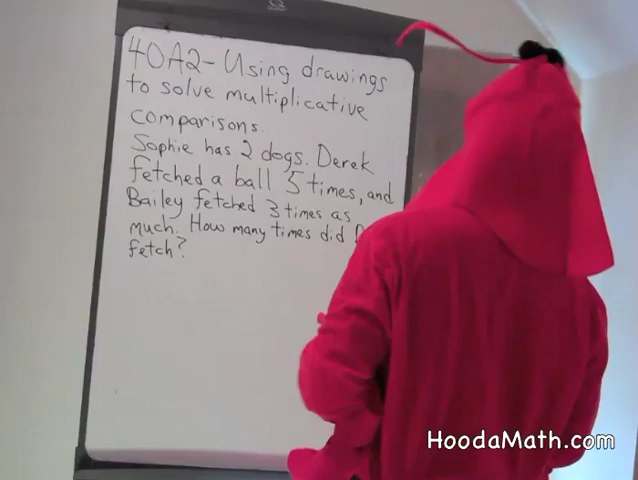 4OA2-Using drawings
to solve multiplicative
comparisons.
Sophie has 2 dogs. Derek
fetched a ball 5 times, and
Bailey fetched 3 times as
much. How many times did
fetch?
HoodaMath.com